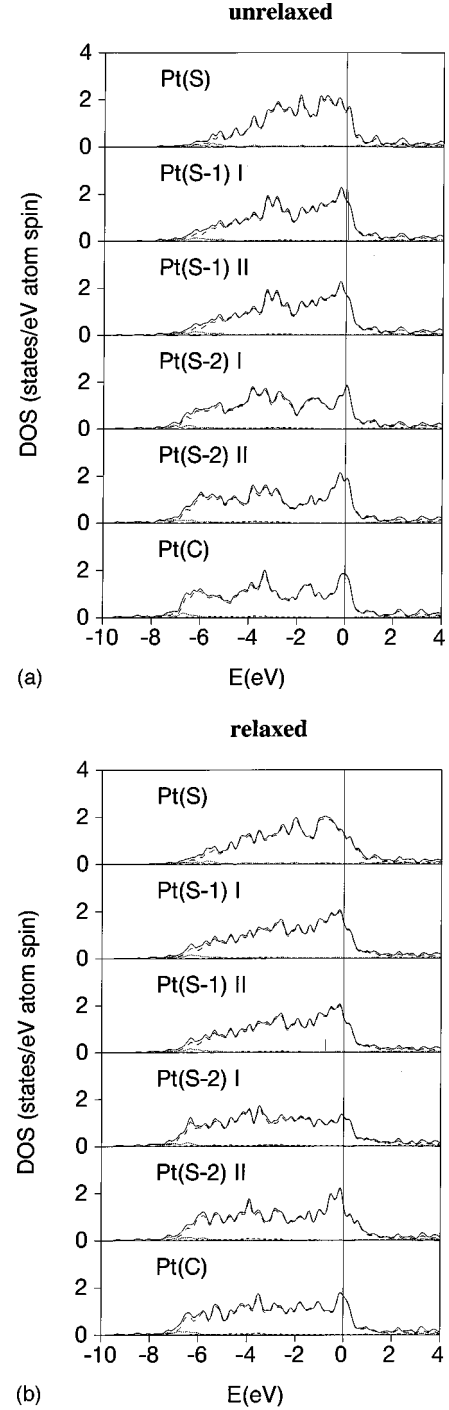 unrelaxed
4
Pt(S)
2
0
Pt(S-1) I
2
0
Pt(S-1) II
2
0
Pt(S-2) I
2
0
Pt(S-2) II
2
0
Pt(C)
2
0
DOS (states/eV atom spin)
-10 -8 -6 -4 -2 0 2 4
(a) E(eV)
relaxed
4
Pt(S)
2
0
Pt(S-1) I
2
0
Pt(S-1) II
2
0
Pt(S-2) I
2
0
Pt(S-2) II
2
0
Pt(C)
2
0
DOS (states/eV atom spin)
-10 -8 -6 -4 -2 0 2 4
(b) E(eV)